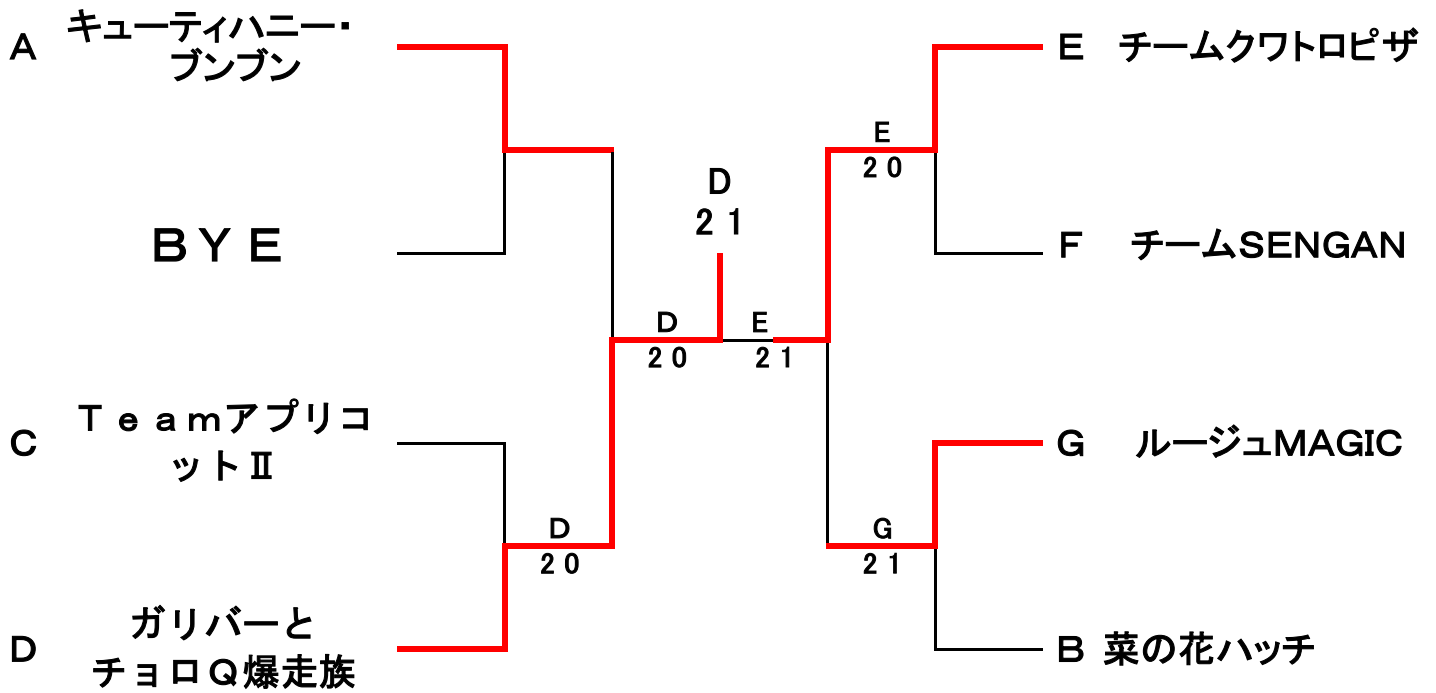 A キューティハニー・
ブンブン
ＢＹＥ
C Ｔｅａｍアプリコ
ットⅡ
D ガリバーと
チョロＱ爆走族
D
２０
D
２０
D
２１
E
２１
E
２０
G
２１
E チームクワトロピザ
F チームSENGAN
G ルージュMAGIC
B 菜の花ハッチ